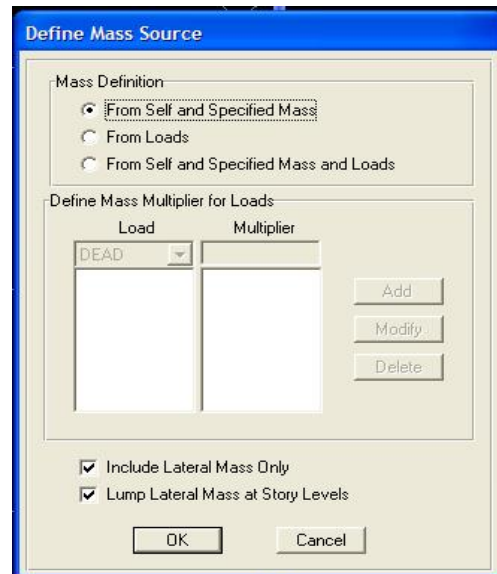 Define Mass Source
Mass Definition
From Self and Specified Mass
From Loads
From Self and Specified Mass and Loads
Define Mass Multiplier for Loads
Load Multiplier
DEAD
Add
Modify
Delete
Include Lateral Mass Only
Lump Lateral Mass at Story Levels
OK Cancel